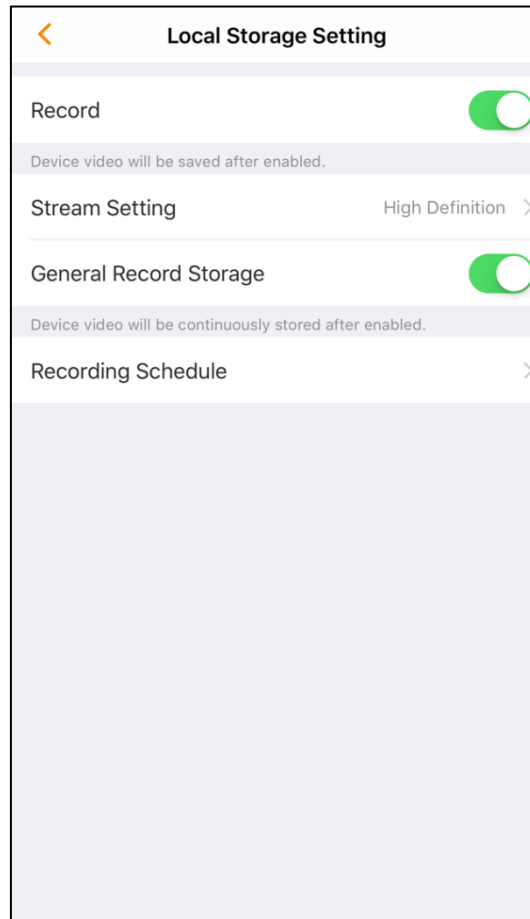 Local Storage Setting
Record
Device video will be saved after enabled.
Stream Setting High Definition
General Record Storage
Device video will be continuously stored after enabled.
Recording Schedule